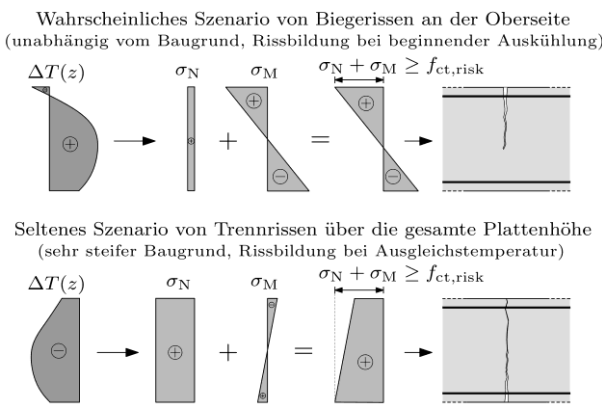 Wahrscheinliches Szenario von Biegerissen an der Oberseite
(unabhängig vom Baugrund, Rissbildung bei beginnender Auskühlung)
ΔT(z) σN σM σN + σM ≥ fct,risk
⊕ ⊕ + ⊕ ⊖ = ⊕ ⊖
Seltenes Szenario von Trennrissen über die gesamte Plattenhöhe
(sehr steifer Baugrund, Rissbildung bei Ausgleichstemperatur)
ΔT(z) σN σM σN + σM ≥ fct,risk
⊖ ⊕ + ⊖ ⊕ = ⊕